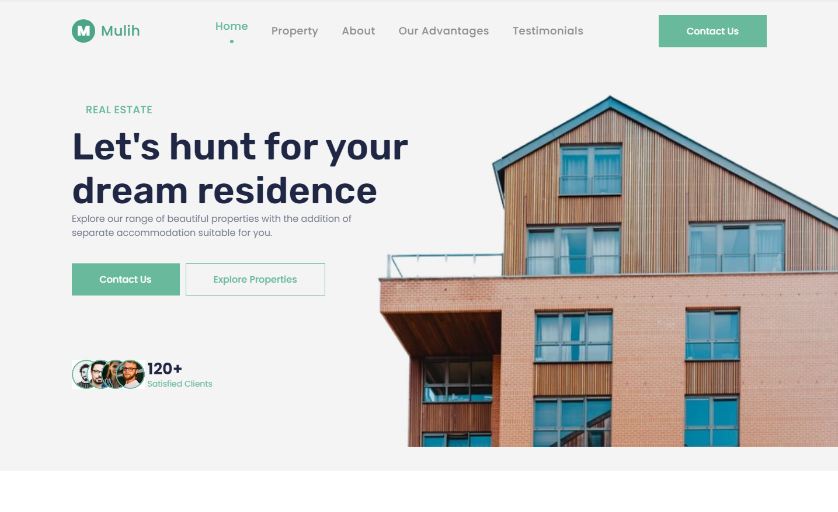 M Mulih
Home
Property
About
Our Advantages
Testimonials
Contact Us
REAL ESTATE
Let's hunt for your
dream residence
Explore our range of beautiful properties with the addition of
separate accommodation suitable for you.
Contact Us
Explore Properties
120+
Satisfied Clients